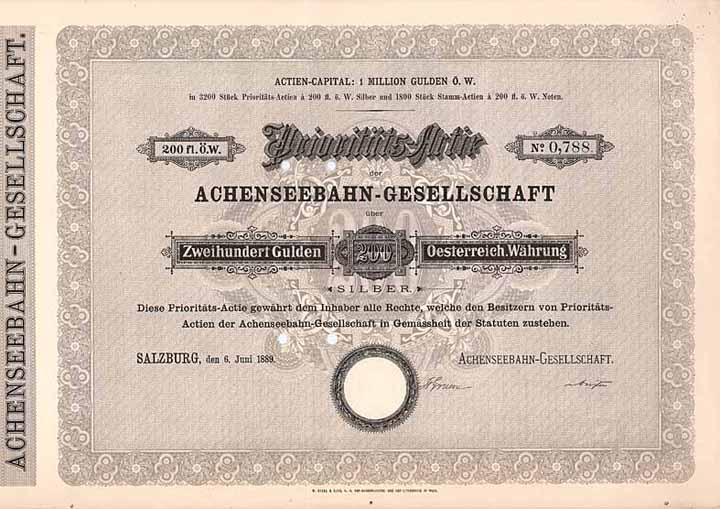 ACHENSEEBAHN-GESELLSCHAFT.
ACTIEN-CAPITAL: 1 MILLION GULDEN Ö. W.
in 3200 Stück Prioritäts-Actien à 200 fl. ö. W. Silber und 1800 Stück Stamm-Actien à 200 fl. ö. W. Noten.
200 fl. ö.W.
Prioritäts-Actie
No 0,788.
der
ACHENSEEBAHN-GESELLSCHAFT
über
Zweihundert Gulden 200 Oesterreich. Währung
SILBER.
Diese Prioritäts-Actie gewährt dem Inhaber alle Rechte, welche den Besitzern von Prioritäts-
Actien der Achenseebahn-Gesellschaft in Gemässheit der Statuten zustehen.
SALZBURG, den 6. Juni 1889.
ACHENSEEBAHN-GESELLSCHAFT.